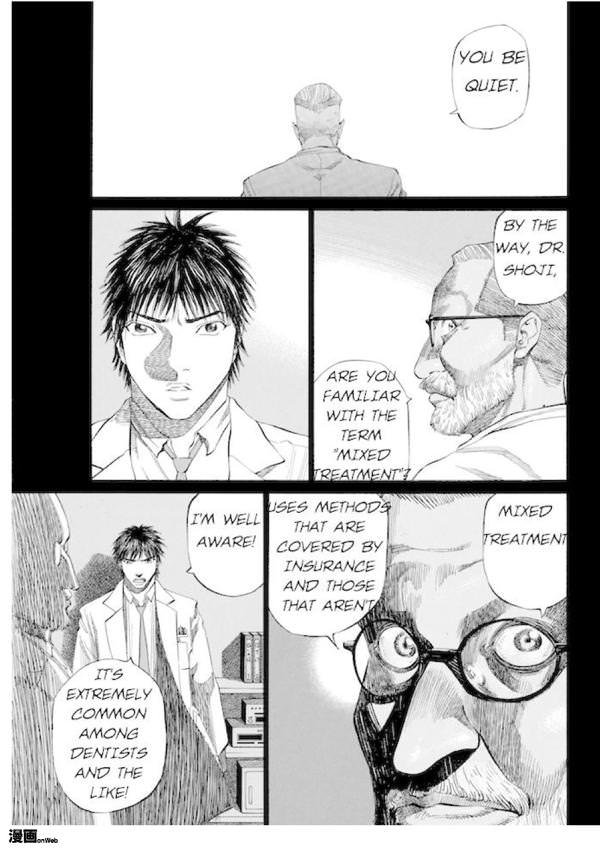 YOU BE
QUIET.
BY THE
WAY, DR.
SHOJI,
ARE YOU
FAMILIAR
WITH THE
TERM
"MIXED
TREATMENT"?
MIXED
TREATMENT
USES METHODS
THAT ARE
COVERED BY
INSURANCE
AND THOSE
THAT AREN'T
I'M WELL
AWARE!
IT'S
EXTREMELY
COMMON
AMONG
DENTISTS
AND THE
LIKE!
漫画onWeb